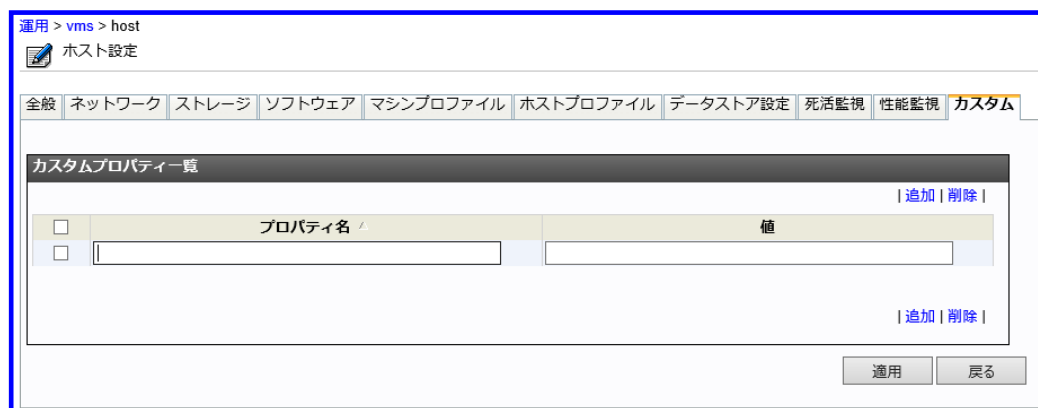 運用 > vms > host
ホスト設定
全般 ネットワーク ストレージ ソフトウェア マシンプロファイル ホストプロファイル データストア設定 死活監視 性能監視 カスタム
カスタムプロパティ一覧
| 追加 | 削除 |
プロパティ名 値
| 追加 | 削除 |
適用 戻る